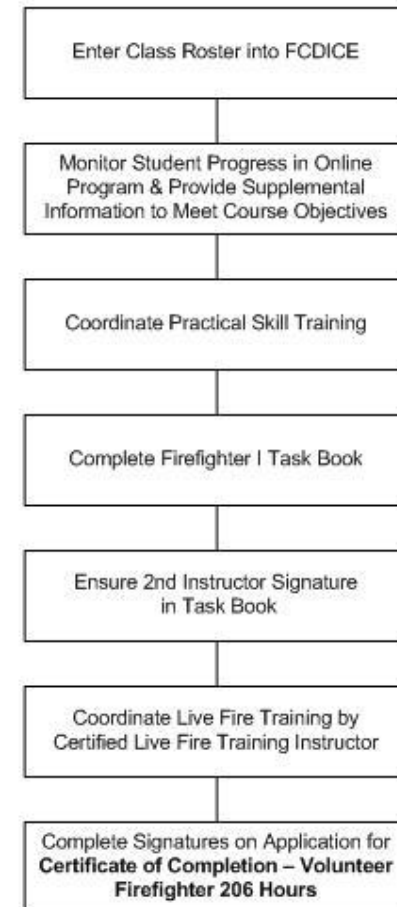 Enter Class Roster into FCDICE
Monitor Student Progress in Online
Program & Provide Supplemental
Information to Meet Course Objectives
Coordinate Practical Skill Training
Complete Firefighter I Task Book
Ensure 2nd Instructor Signature
in Task Book
Coordinate Live Fire Training by
Certified Live Fire Training Instructor
Complete Signatures on Application for
Certificate of Completion – Volunteer
Firefighter 206 Hours